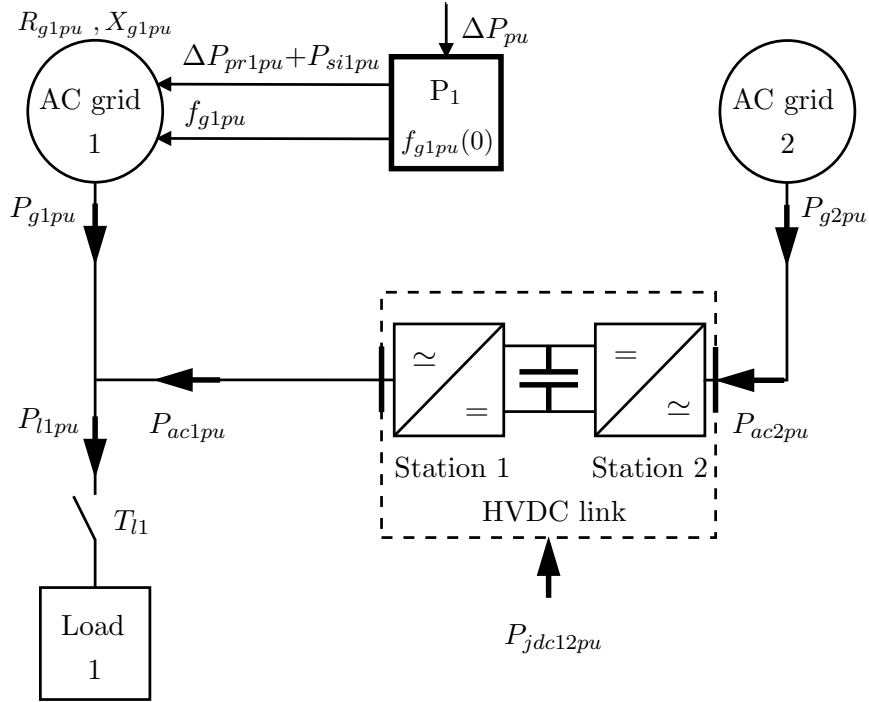 R_{g1pu} , X_{g1pu}
ΔP_{pu}
ΔP_{pr1pu}+P_{si1pu}
AC grid
1
P_1
f_{g1pu}(0)
f_{g1pu}
AC grid
2
P_{g1pu}
P_{g2pu}
≃
=
=
≃
P_{l1pu}
P_{ac1pu}
P_{ac2pu}
Station 1
Station 2
HVDC link
T_{l1}
P_{jdc12pu}
Load
1